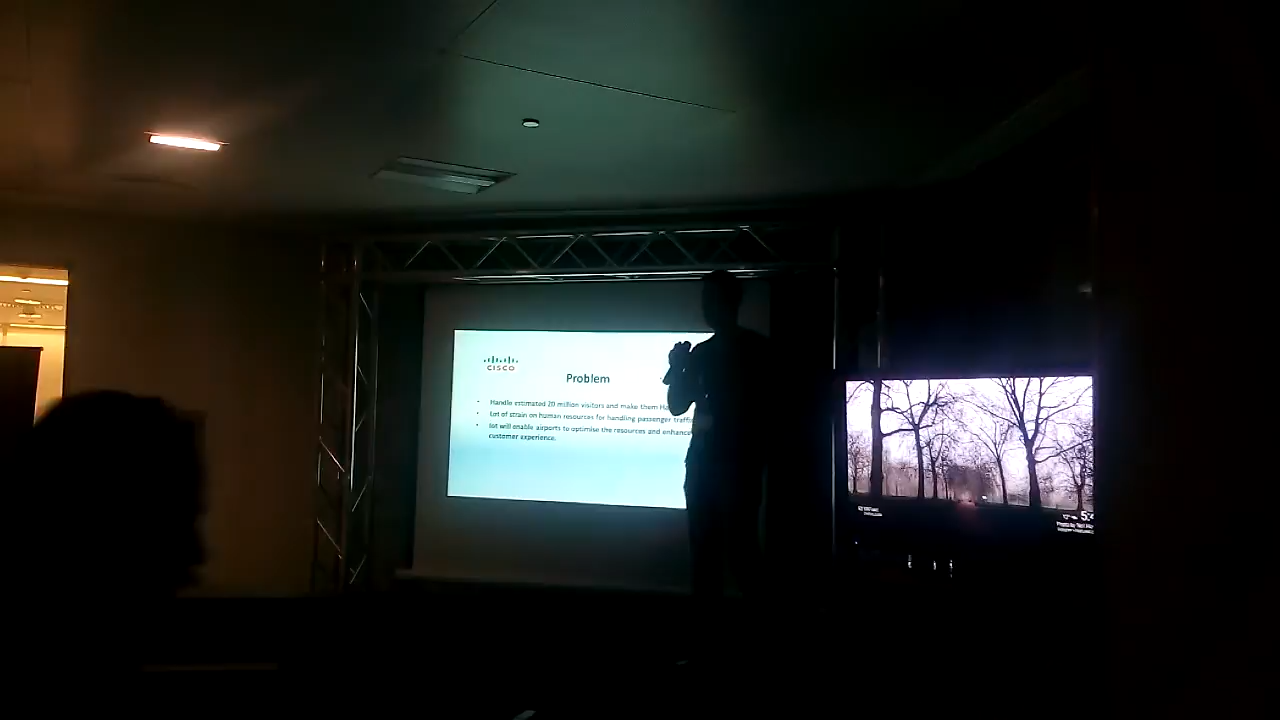 CISCO
Problem
Handle estimated 20 million visitors and make them
Lot of strain on human resources for handling passenger traffic
Iot will enable airports to optimise the resources and enhance
customer experience.